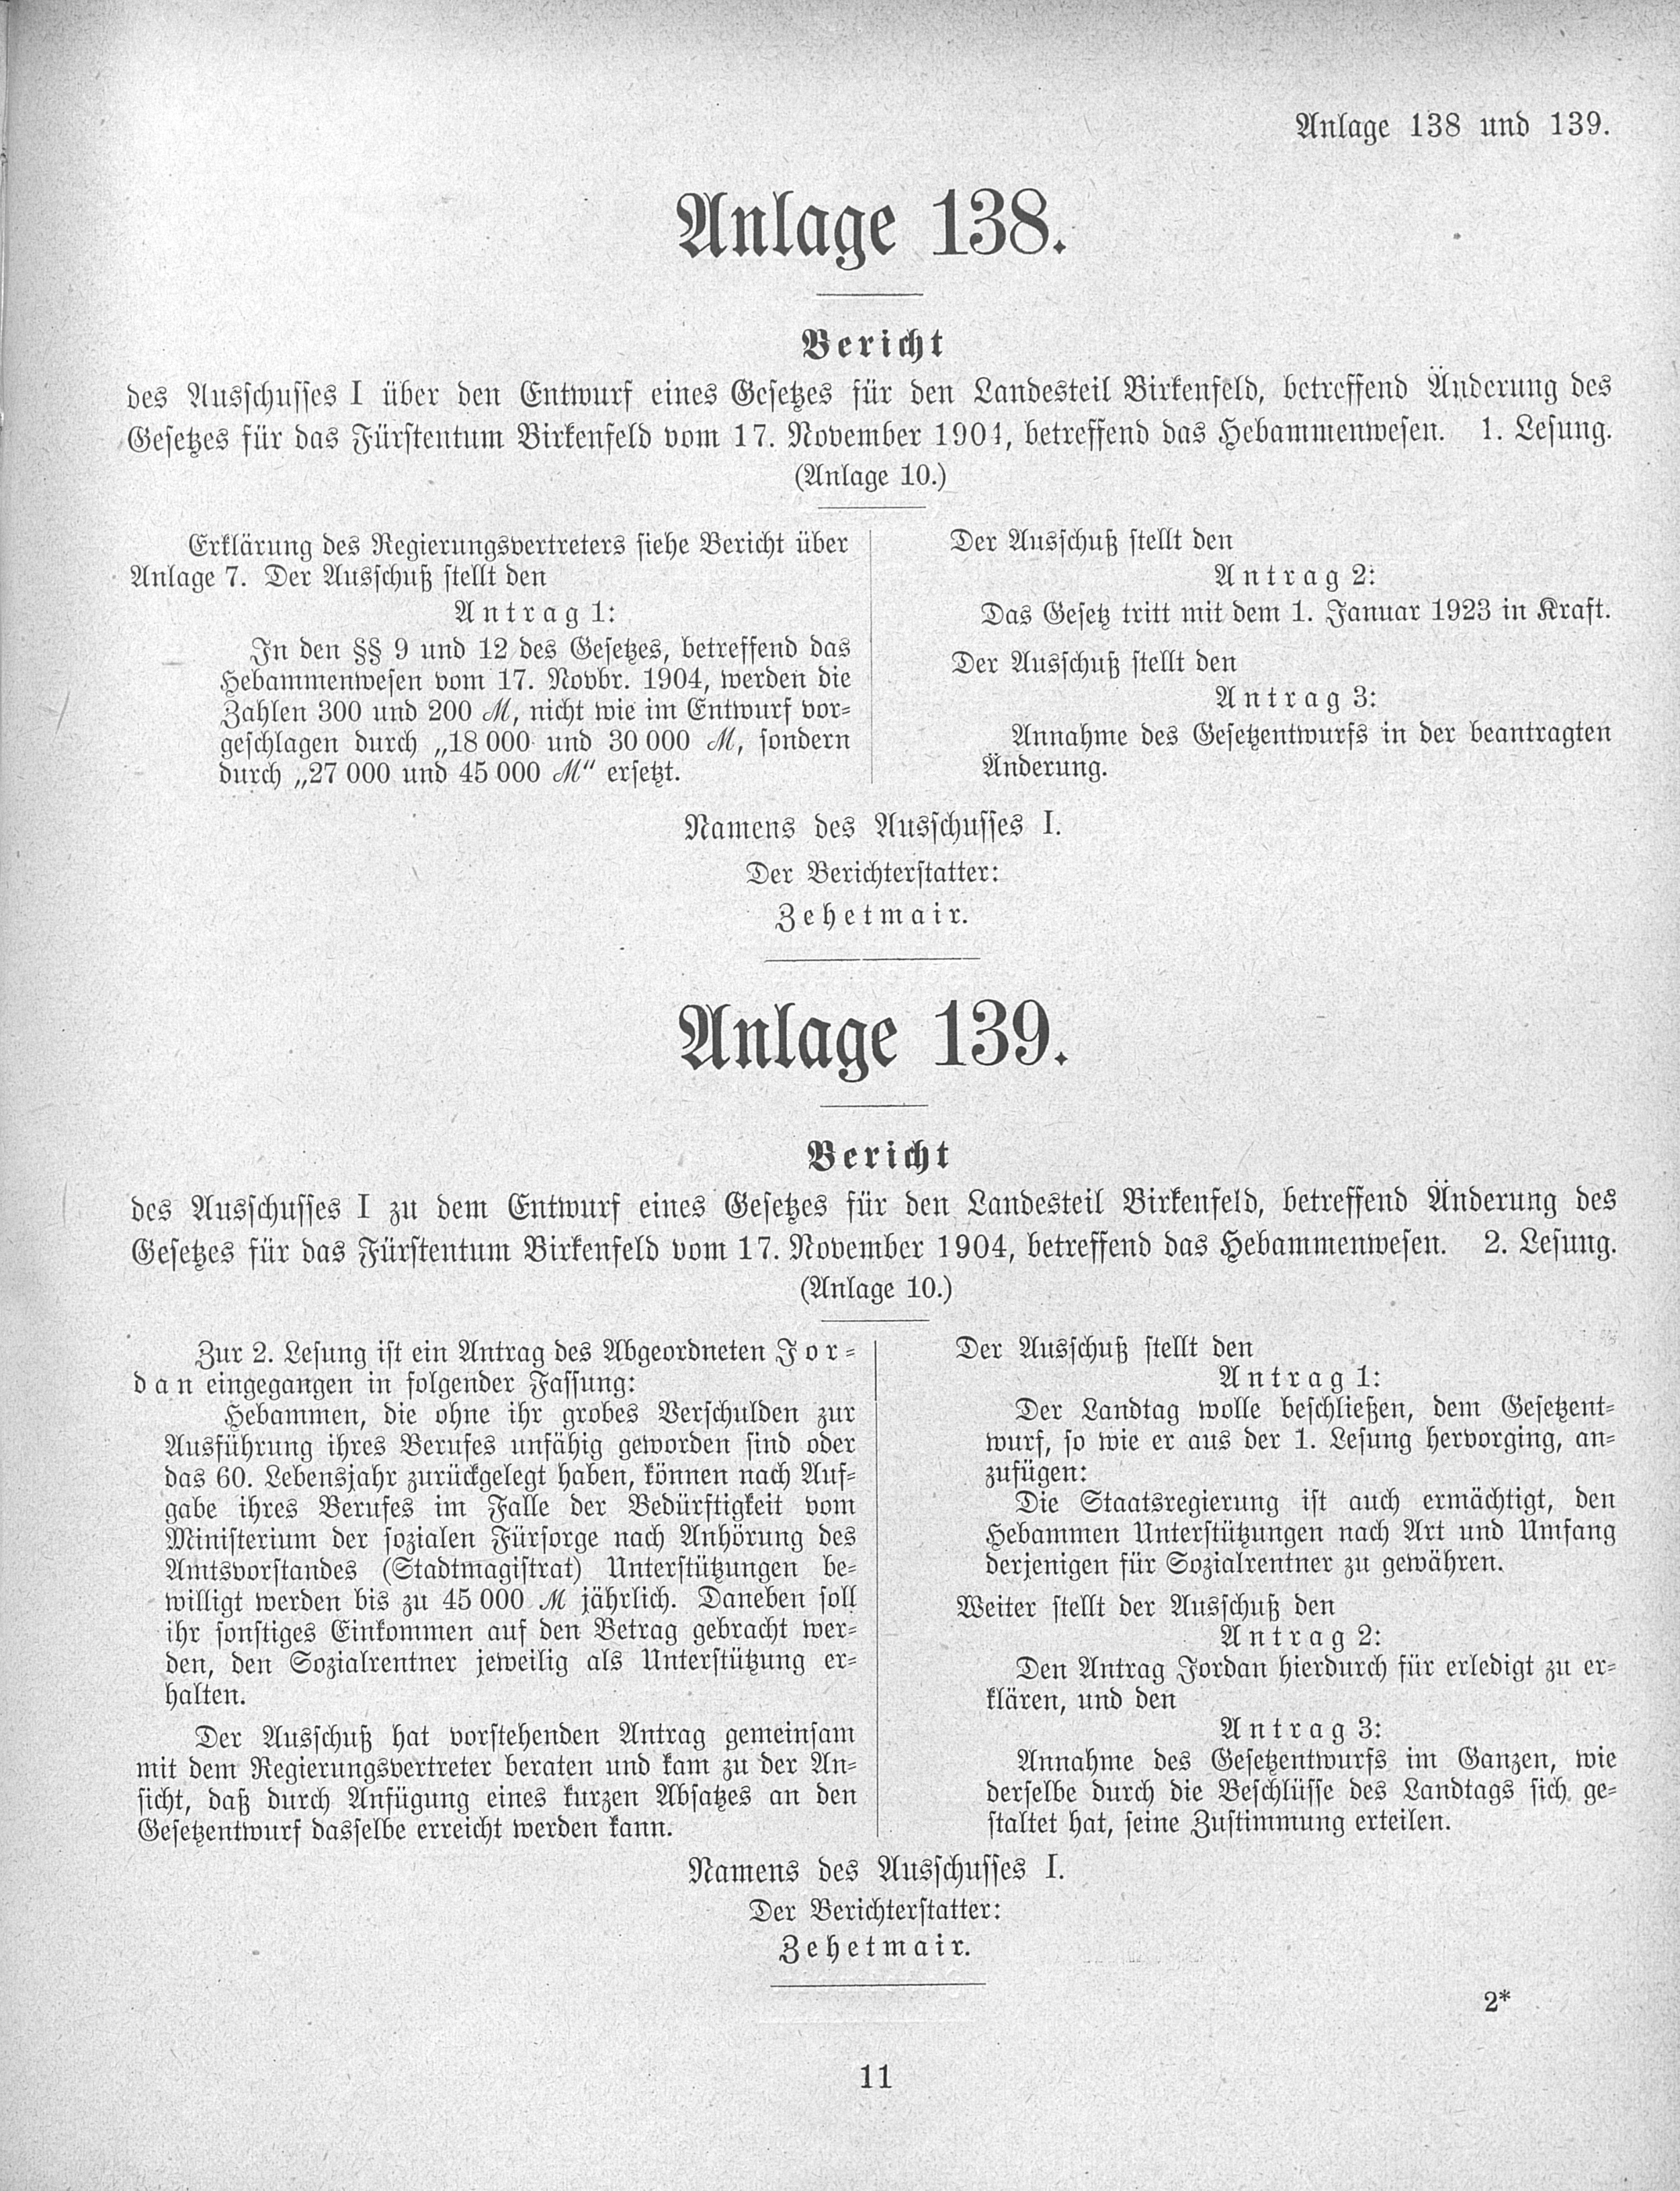 Anlage 138 und 139.
Anlage 138.
Bericht
des Ausschusses I über den Entwurf eines Gesetzes für den Landesteil Birkenfeld, betreffend Änderung des
Gesetzes für das Fürstentum Birkenfeld vom 17. November 1904, betreffend das Hebammenwesen. 1. Lesung.
(Anlage 10.)
Erklärung des Regierungsvertreters siehe Bericht über
Anlage 7. Der Ausschuß stellt den
Antrag 1:
In den §§ 9 und 12 des Gesetzes, betreffend das
Hebammenwesen vom 17. Novbr. 1904, werden die
Zahlen 300 und 200 ℳ, nicht wie im Entwurf vor-
geschlagen durch „18 000 und 30 000 ℳ, sondern
durch „27 000 und 45 000 ℳ“ ersetzt.
Der Ausschuß stellt den
Antrag 2:
Das Gesetz tritt mit dem 1. Januar 1923 in Kraft.
Der Ausschuß stellt den
Antrag 3:
Annahme des Gesetzentwurfs in der beantragten
Änderung.
Namens des Ausschusses I.
Der Berichterstatter:
Zehetmair.
Anlage 139.
Bericht
des Ausschusses I zu dem Entwurf eines Gesetzes für den Landesteil Birkenfeld, betreffend Änderung des
Gesetzes für das Fürstentum Birkenfeld vom 17. November 1904, betreffend das Hebammenwesen. 2. Lesung.
(Anlage 10.)
Zur 2. Lesung ist ein Antrag des Abgeordneten Jor-
dan eingegangen in folgender Fassung:
Hebammen, die ohne ihr grobes Verschulden zur
Ausführung ihres Berufes unfähig geworden sind oder
das 60. Lebensjahr zurückgelegt haben, können nach Auf-
gabe ihres Berufes im Falle der Bedürftigkeit vom
Ministerium der sozialen Fürsorge nach Anhörung des
Amtsvorstandes (Stadtmagistrat) Unterstützungen be-
willigt werden bis zu 45 000 ℳ jährlich. Daneben soll
ihr sonstiges Einkommen auf den Betrag gebracht wer-
den, den Sozialrentner jeweilig als Unterstützung er-
halten.
Der Ausschuß hat vorstehenden Antrag gemeinsam
mit dem Regierungsvertreter beraten und kam zu der An-
sicht, daß durch Anfügung eines kurzen Absatzes an den
Gesetzentwurf dasselbe erreicht werden kann.
Der Ausschuß stellt den
Antrag 1:
Der Landtag wolle beschließen, dem Gesetzent-
wurf, so wie er aus der 1. Lesung hervorging, an-
zufügen:
Die Staatsregierung ist auch ermächtigt, den
Hebammen Unterstützungen nach Art und Umfang
derjenigen für Sozialrentner zu gewähren.
Weiter stellt der Ausschuß den
Antrag 2:
Den Antrag Jordan hierdurch für erledigt zu er-
klären, und den
Antrag 3:
Annahme des Gesetzentwurfs im Ganzen, wie
derselbe durch die Beschlüsse des Landtags sich ge-
staltet hat, seine Zustimmung erteilen.
Namens des Ausschusses I.
Der Berichterstatter:
Zehetmair.
2*
11